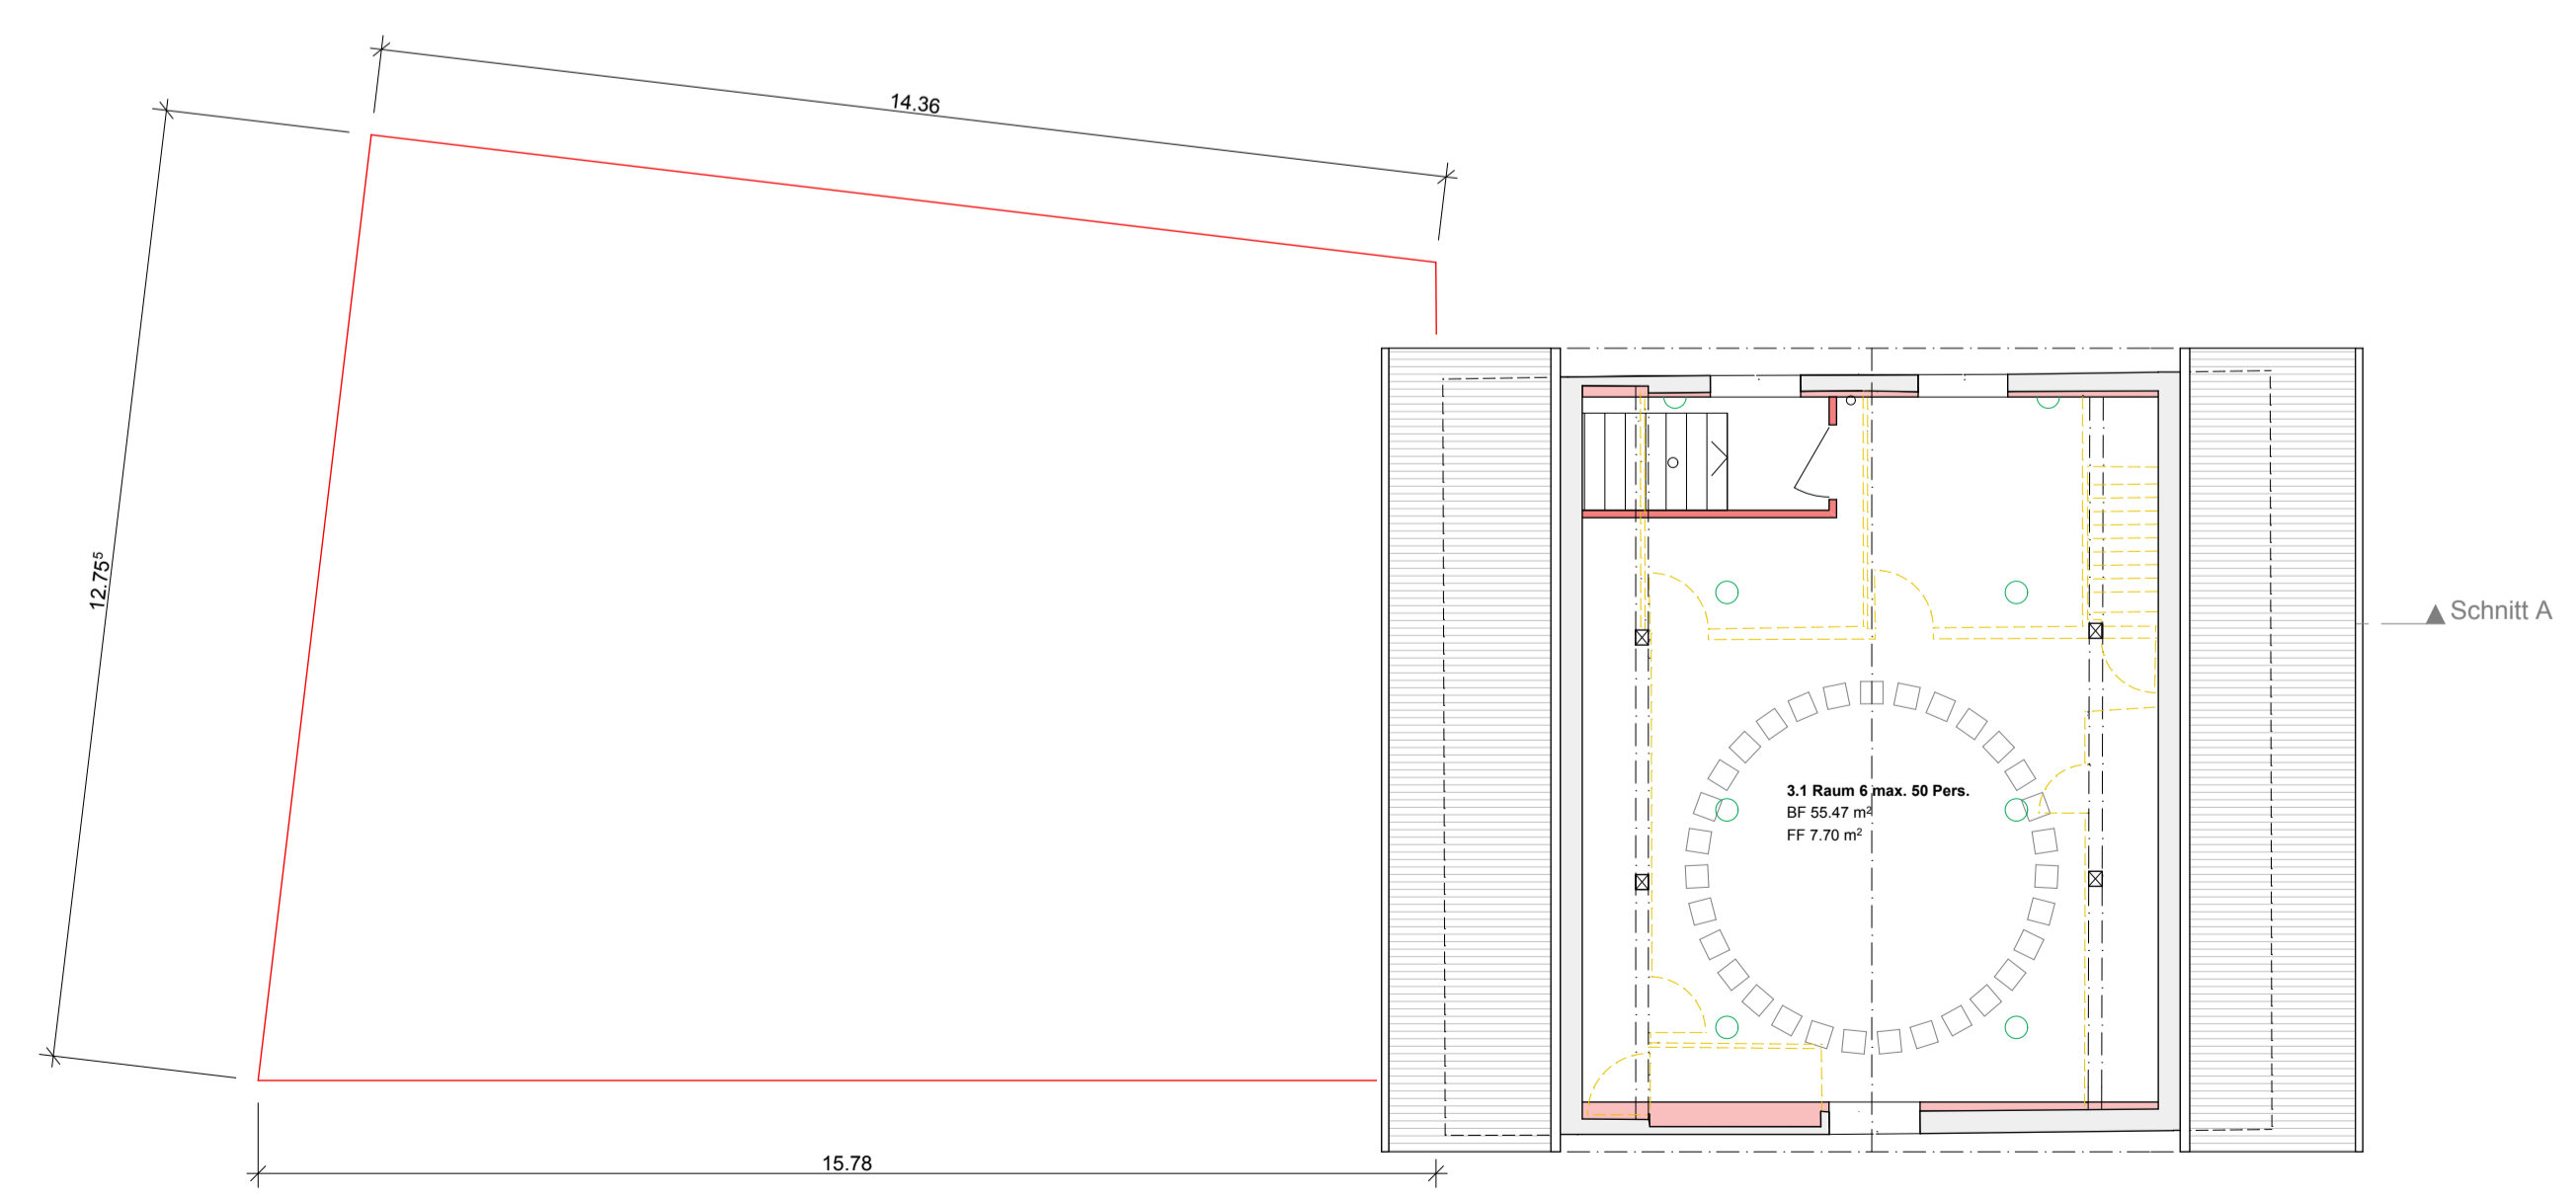 14.36
12.75⁵
Schnitt A
3.1 Raum 6 max. 50 Pers.
BF 55.47 m²
FF 7.70 m²
15.78